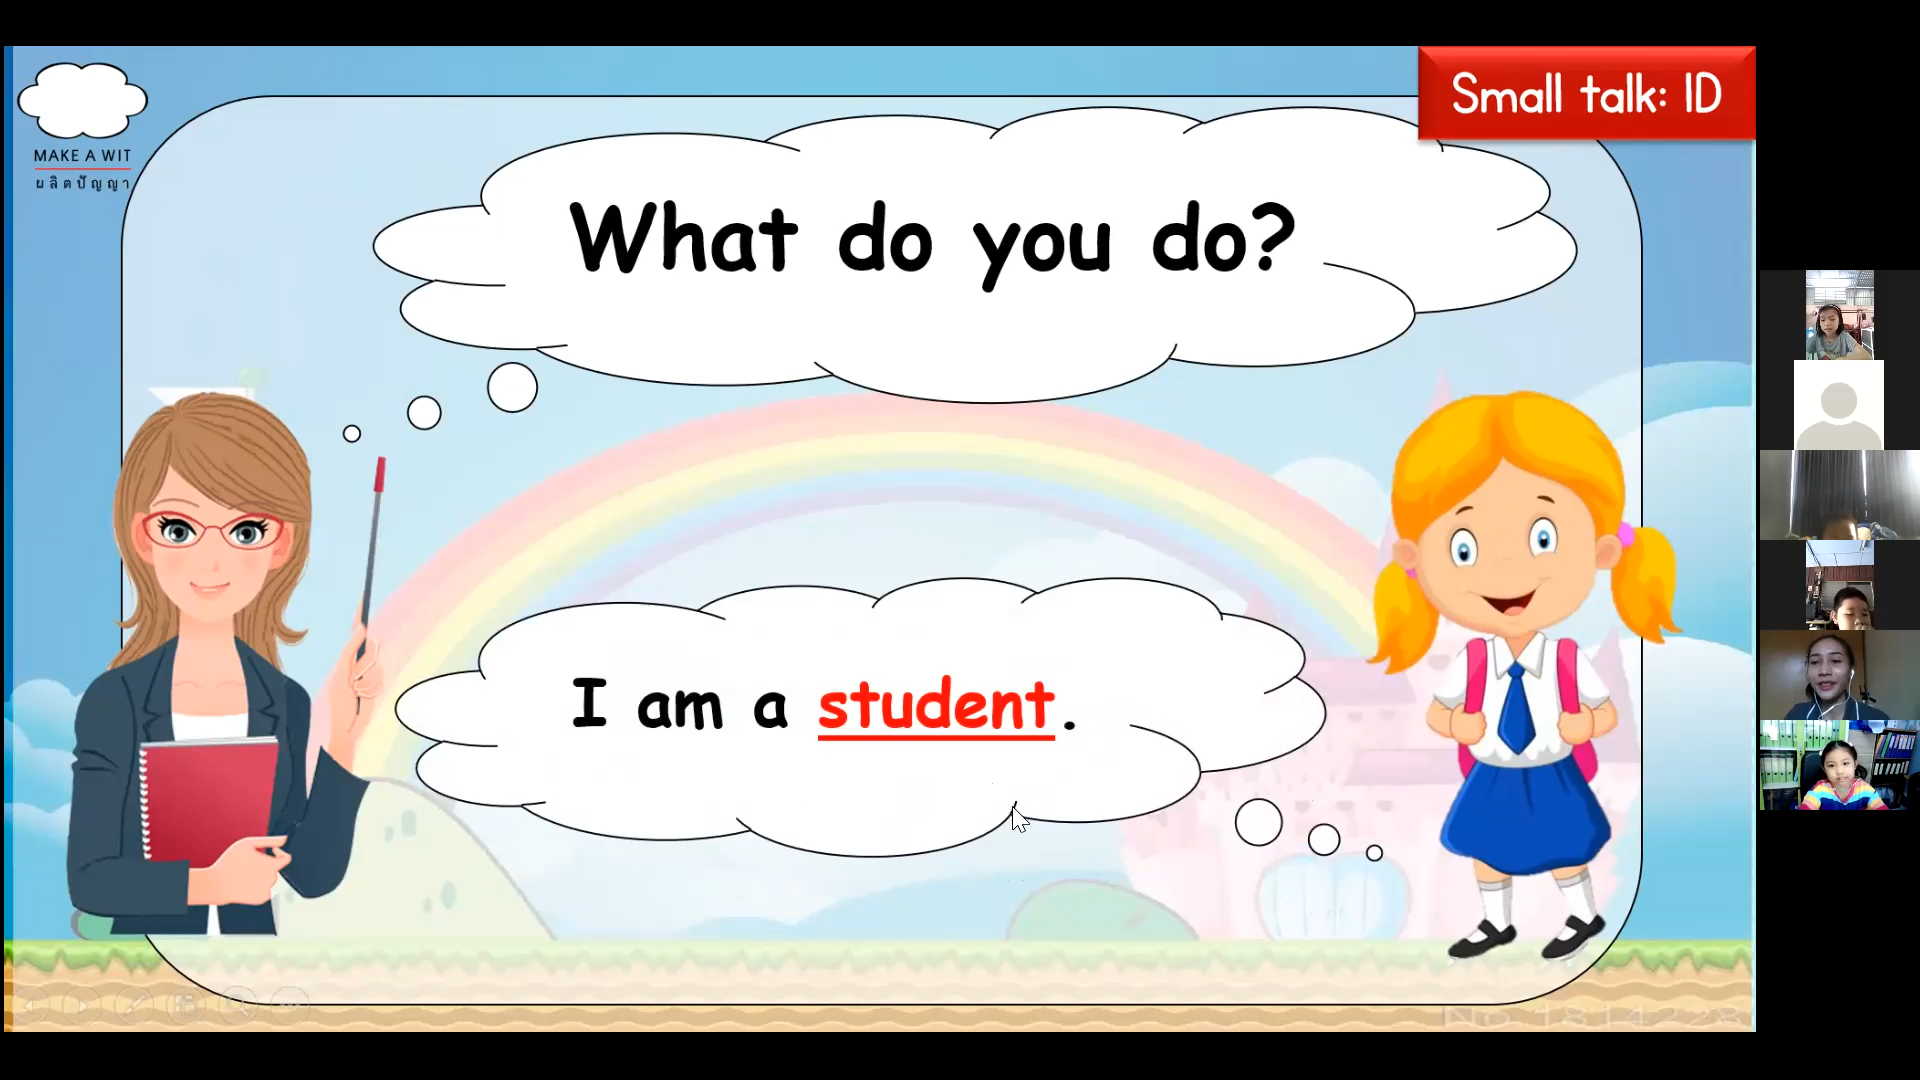 Small talk: ID
MAKE A WIT
ผลิตปัญญา
What do you do?
I am a student.